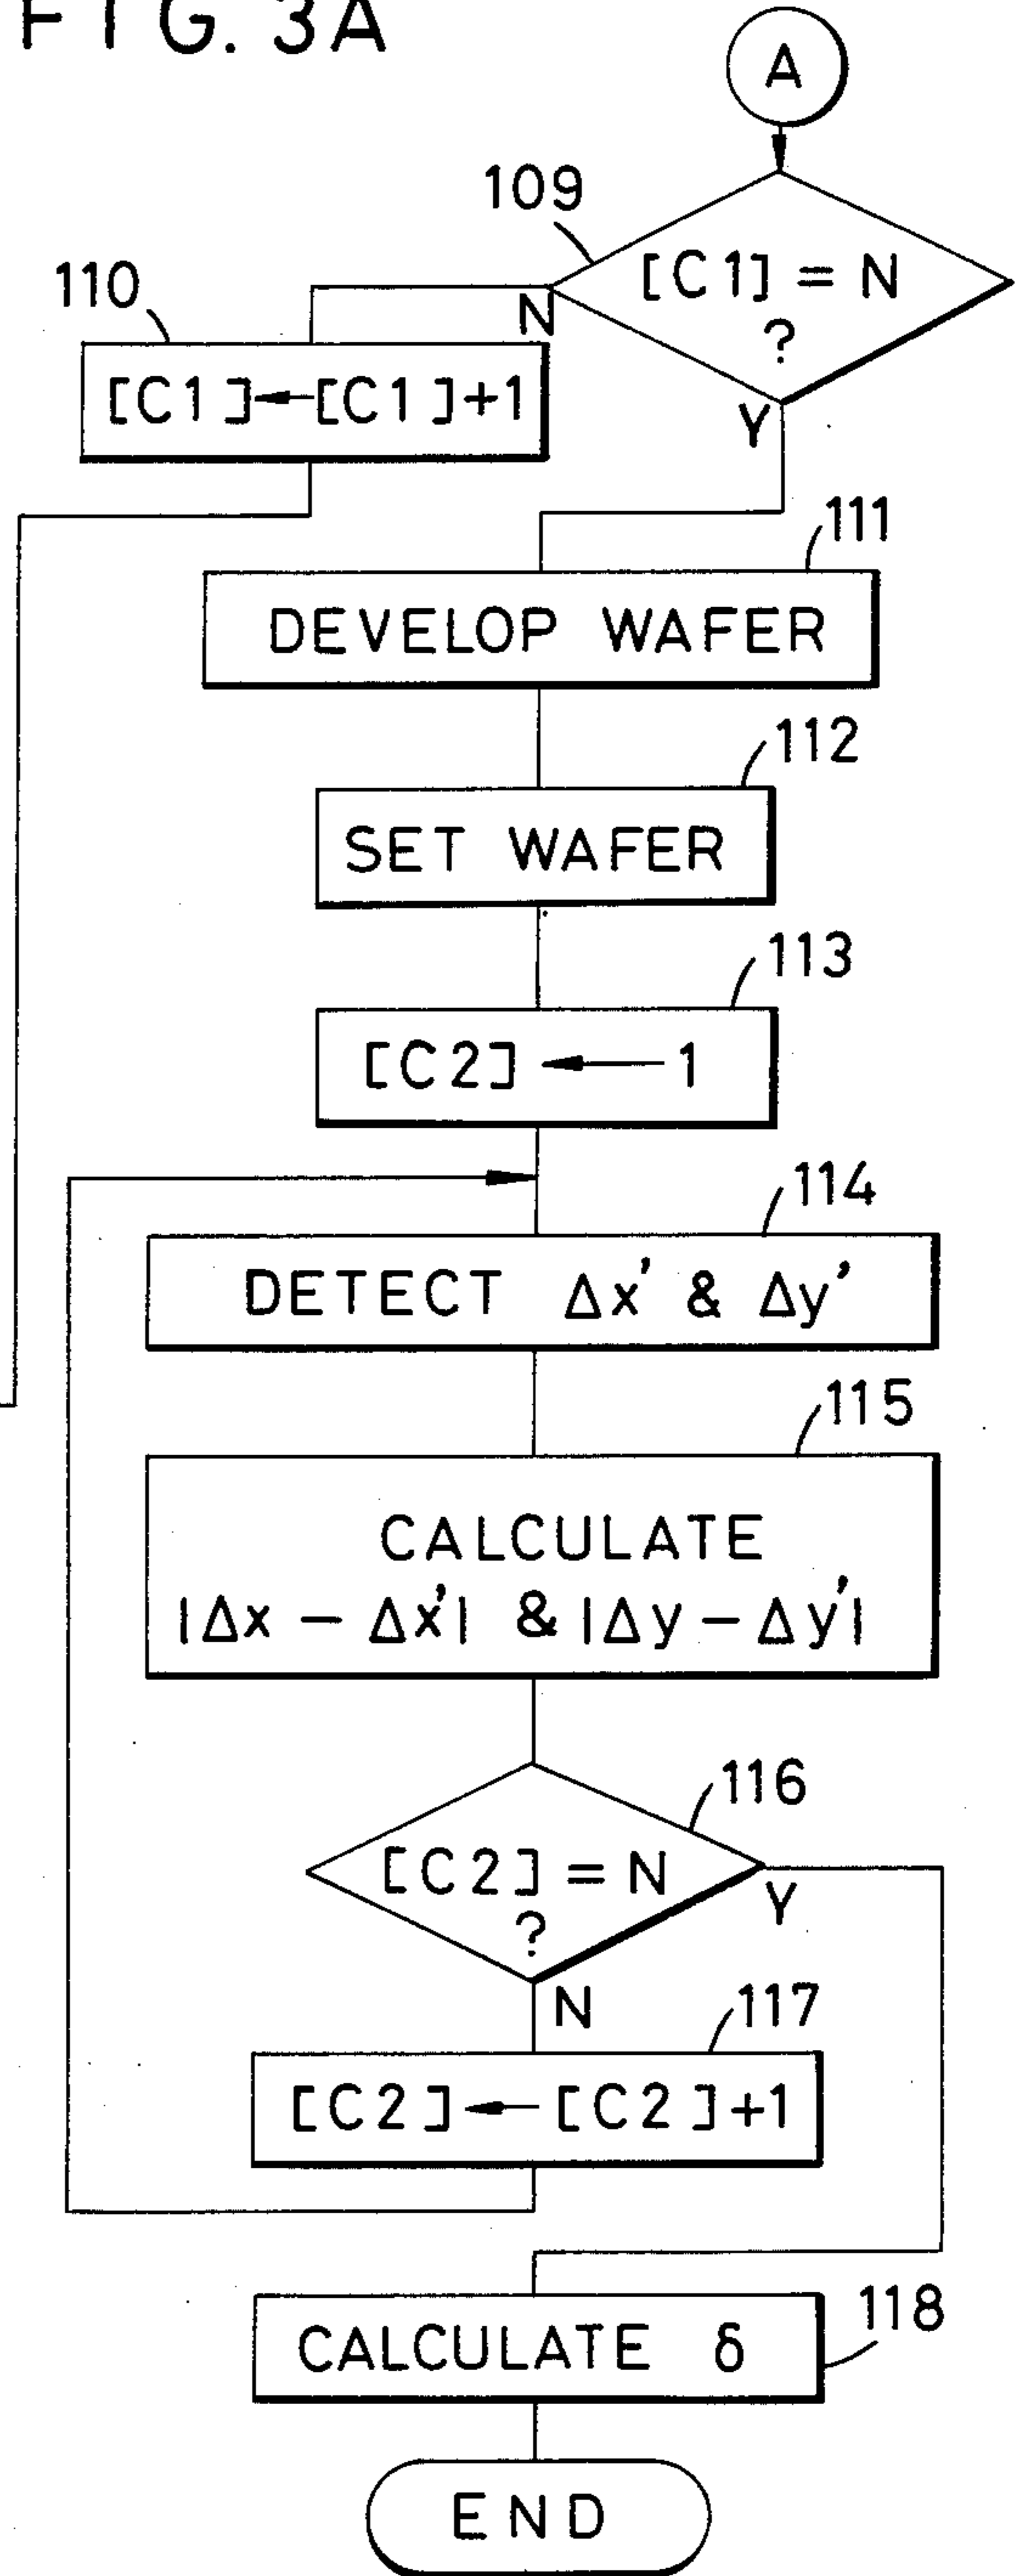 FIG. 3A
A
109
[C1] = N
?
N
Y
110
[C1]←[C1]+1
111
DEVELOP WAFER
112
SET WAFER
113
[C2] ← 1
114
DETECT Δx' & Δy'
115
CALCULATE
|Δx - Δx'| & |Δy - Δy'|
116
[C2] = N
?
Y
N
117
[C2]←[C2]+1
118
CALCULATE δ
END